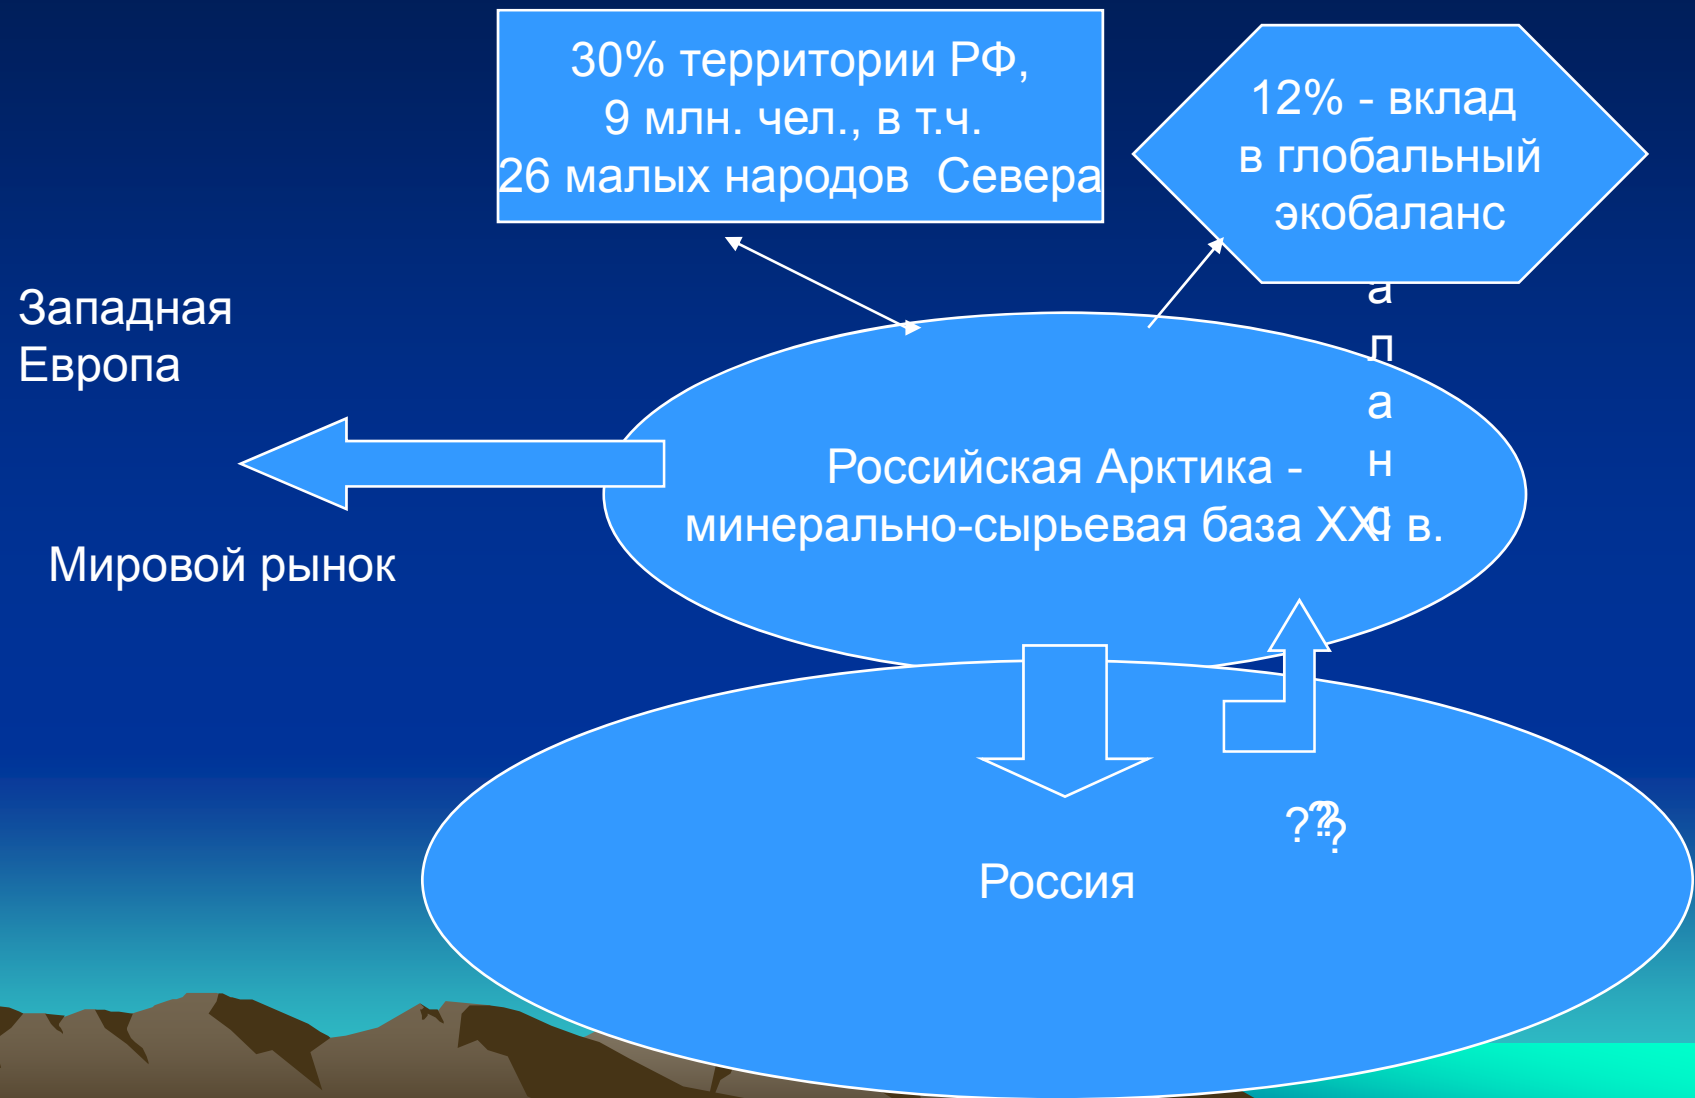 30% территории РФ,
9 млн. чел., в т.ч.
26 малых народов Севера
12% - вклад
в глобальный
экобаланс
а
л
а
н
с
Западная
Европа
Российская Арктика -
минерально-сырьевая база XXI в.
Мировой рынок
???
Россия